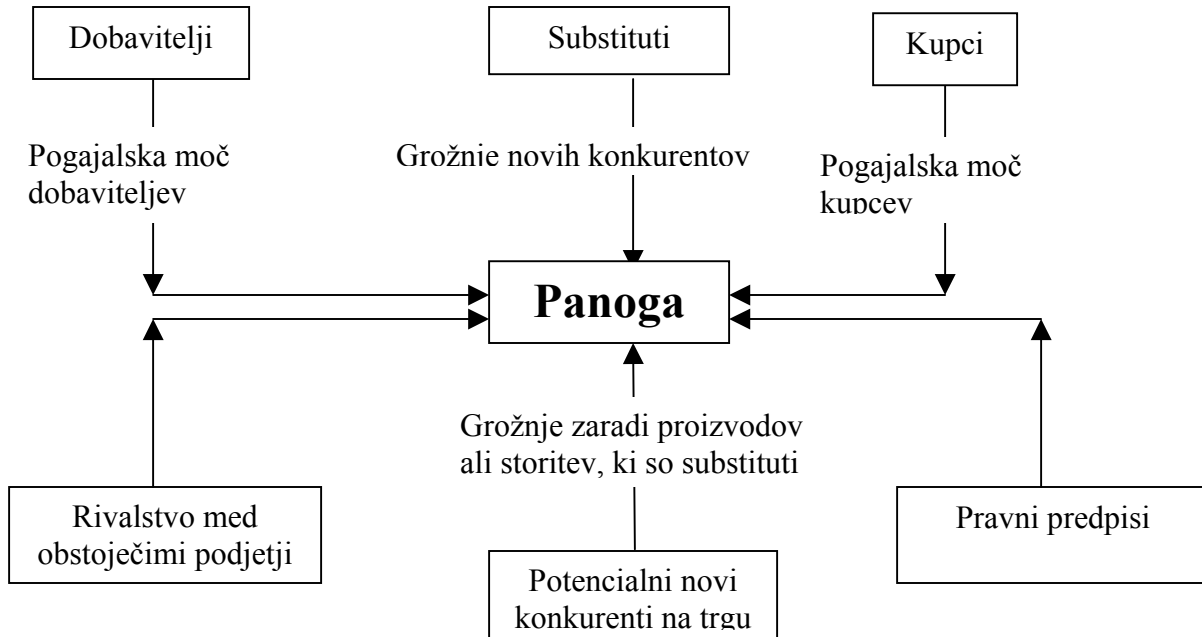 Dobavitelji
Substituti
Kupci
Pogajalska moč
dobaviteljev
Grožnie novih konkurentov
Pogajalska moč
kupcev
Panoga
Grožnje zaradi proizvodov
ali storitev, ki so substituti
Rivalstvo med
obstoječimi podjetji
Pravni predpisi
Potencialni novi
konkurenti na trgu